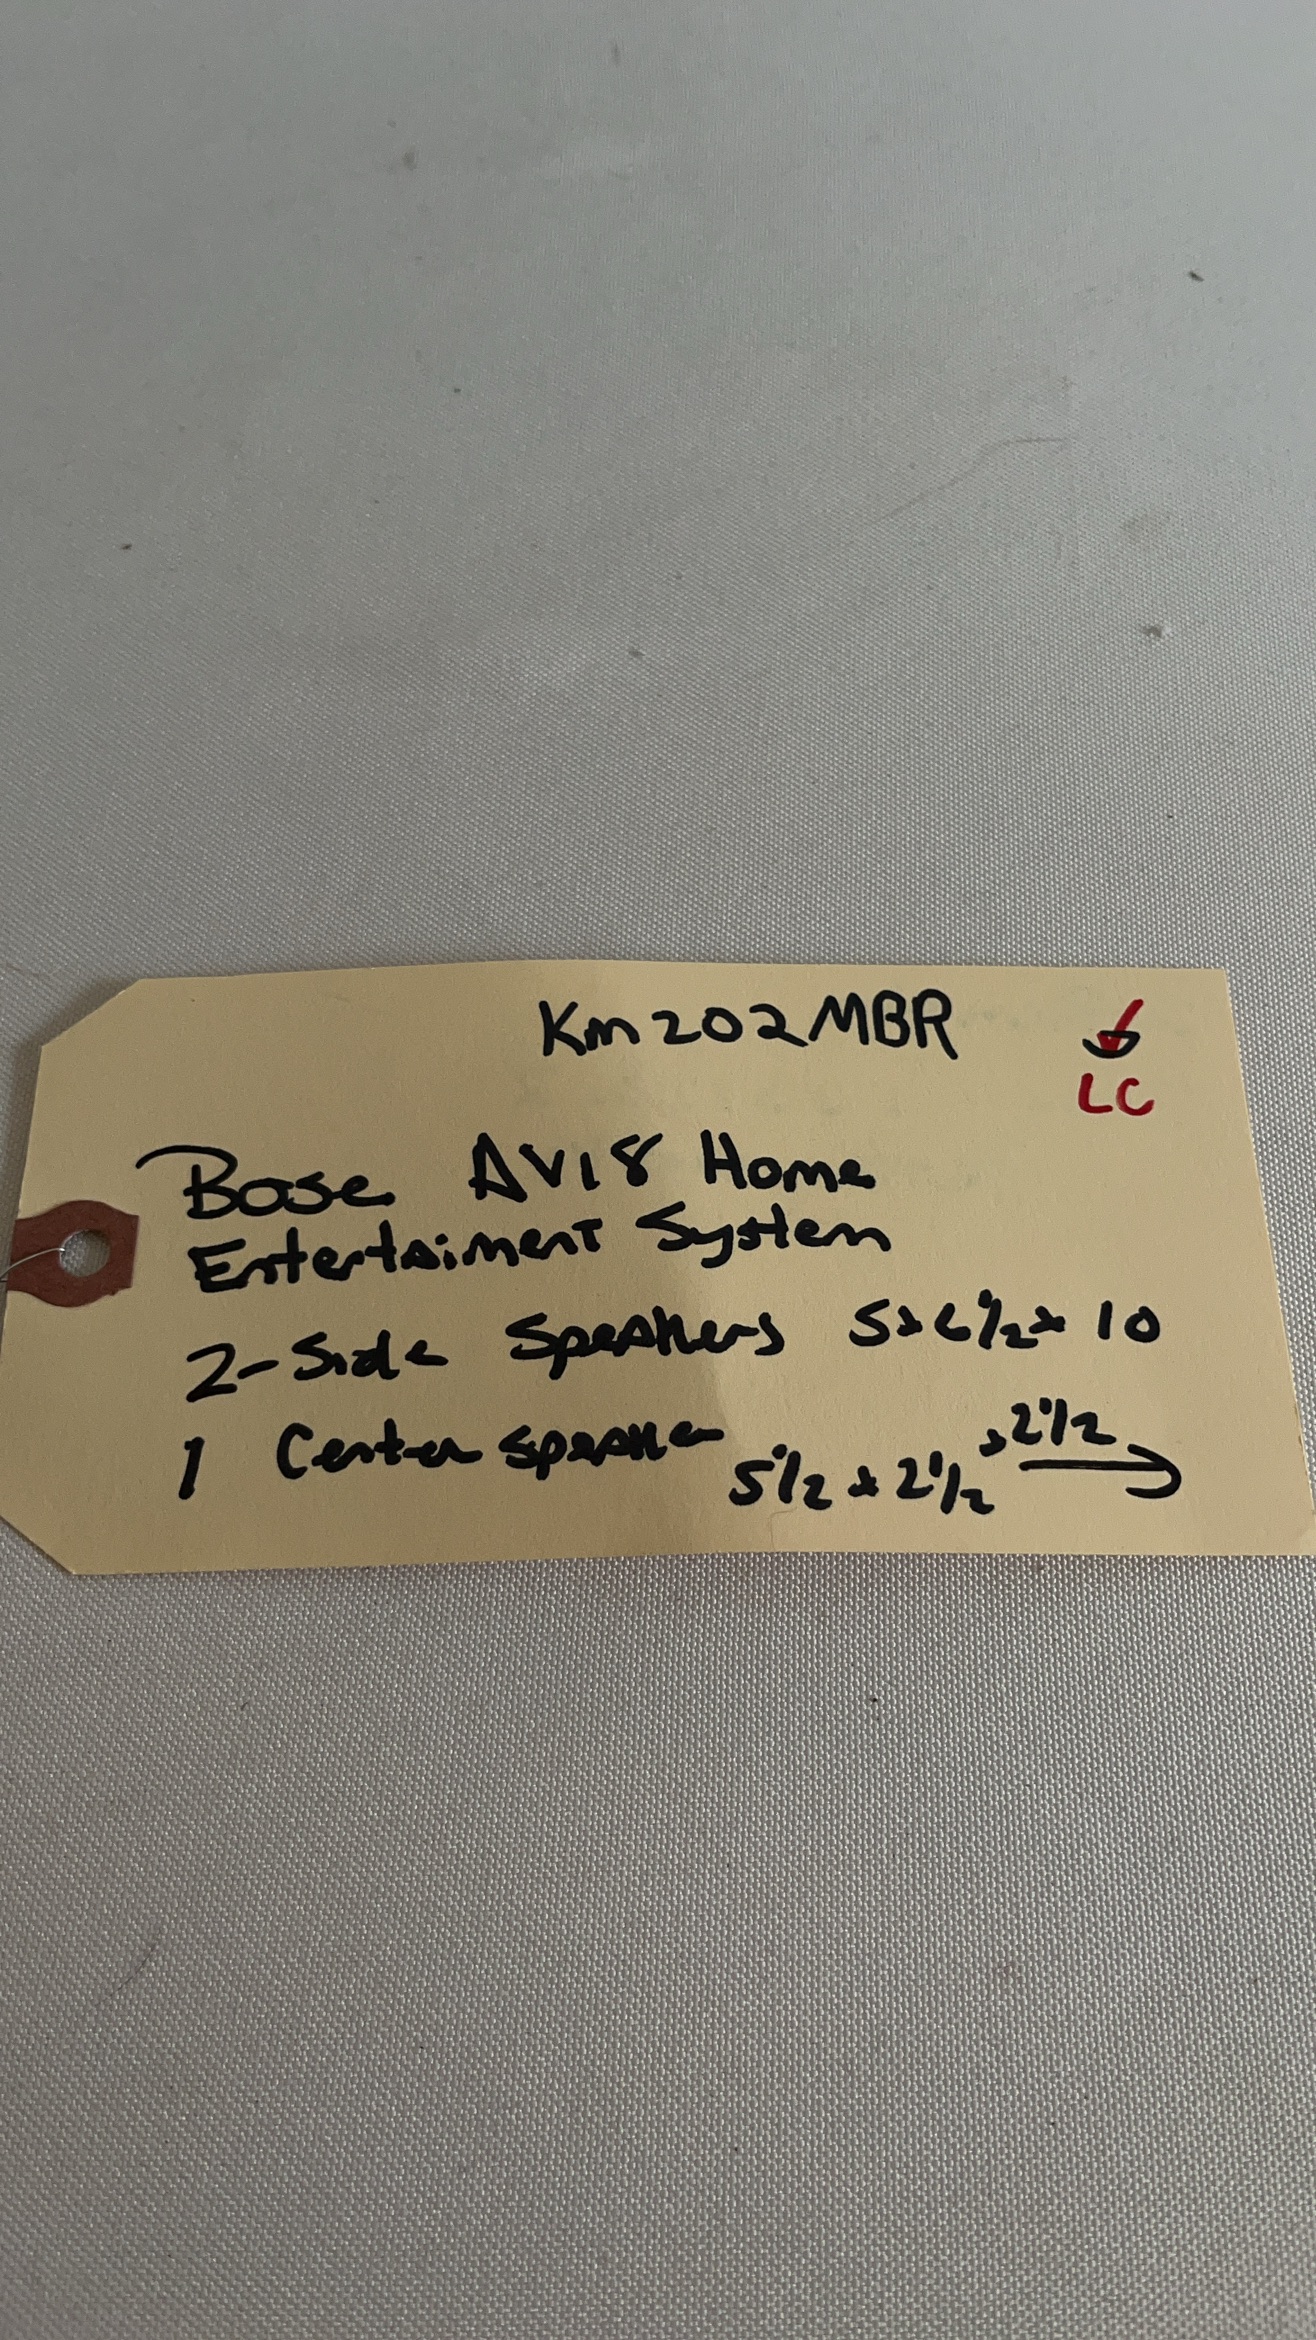 Km202MBR
LC
Bose AV18 Home
Entertaiment System
2-Side Speakers 5x6½x10
1 Center speaker 5½x2½x2½